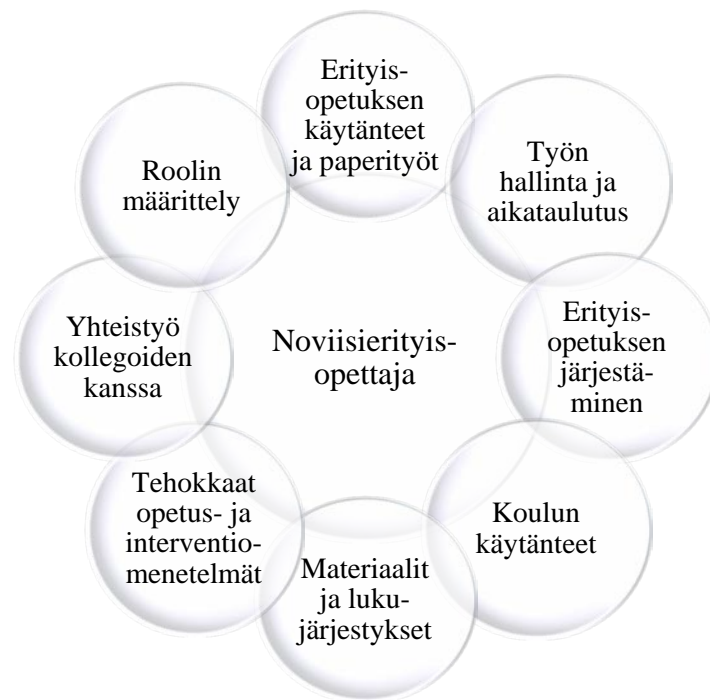 Erityis-
opetuksen
käytänteet
ja paperityöt
Työn
hallinta ja
aikataulutus
Erityis-
opetuksen
järjestä-
minen
Koulun
käytänteet
Materiaalit
ja luku-
järjestykset
Tehokkaat
opetus- ja
interventio-
menetelmät
Yhteistyö
kollegoiden
kanssa
Roolin
määrittely
Noviisierityis-
opettaja